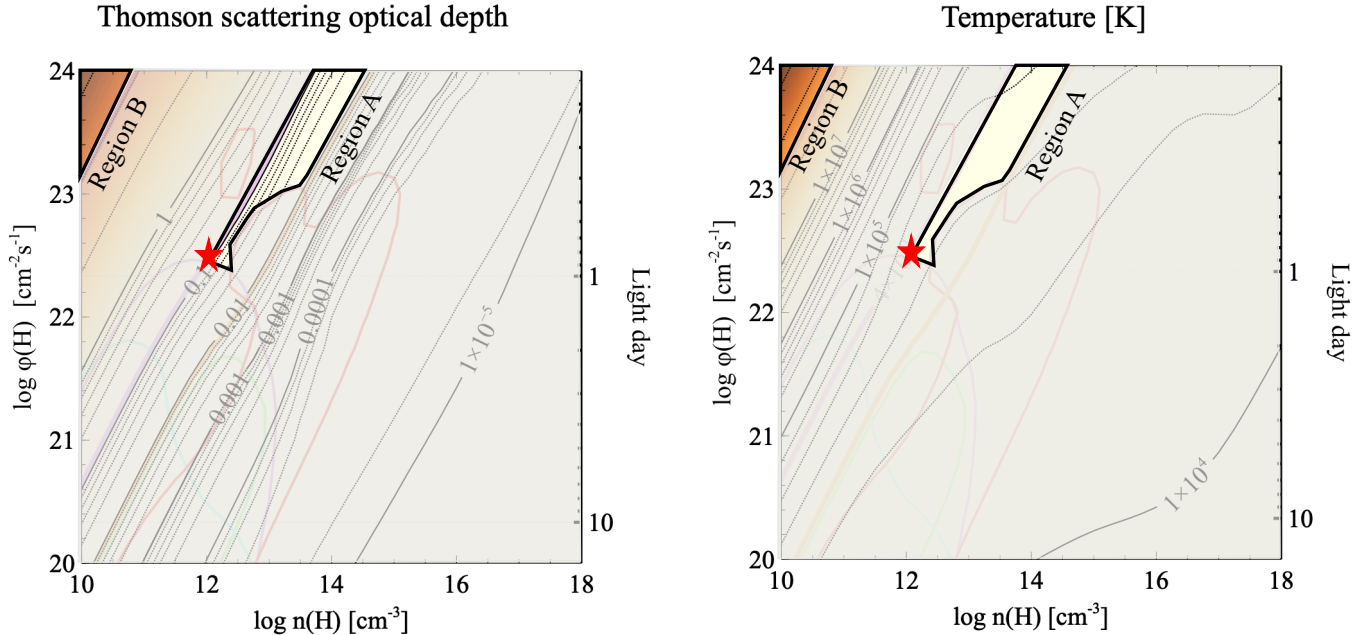 Thomson scattering optical depth
24
23
22
21
20
10
12
14
16
18
log φ(H) [cm-2s-1]
log n(H) [cm-3]
Light day
1
10
Region B
Region A
1
0.1
0.01
0.001
0.001
0.0001
1×10-5
Temperature [K]
24
23
22
21
20
10
12
14
16
18
log φ(H) [cm-2s-1]
log n(H) [cm-3]
Light day
1
10
Region B
Region A
1×107
1×106
1×105
1×104